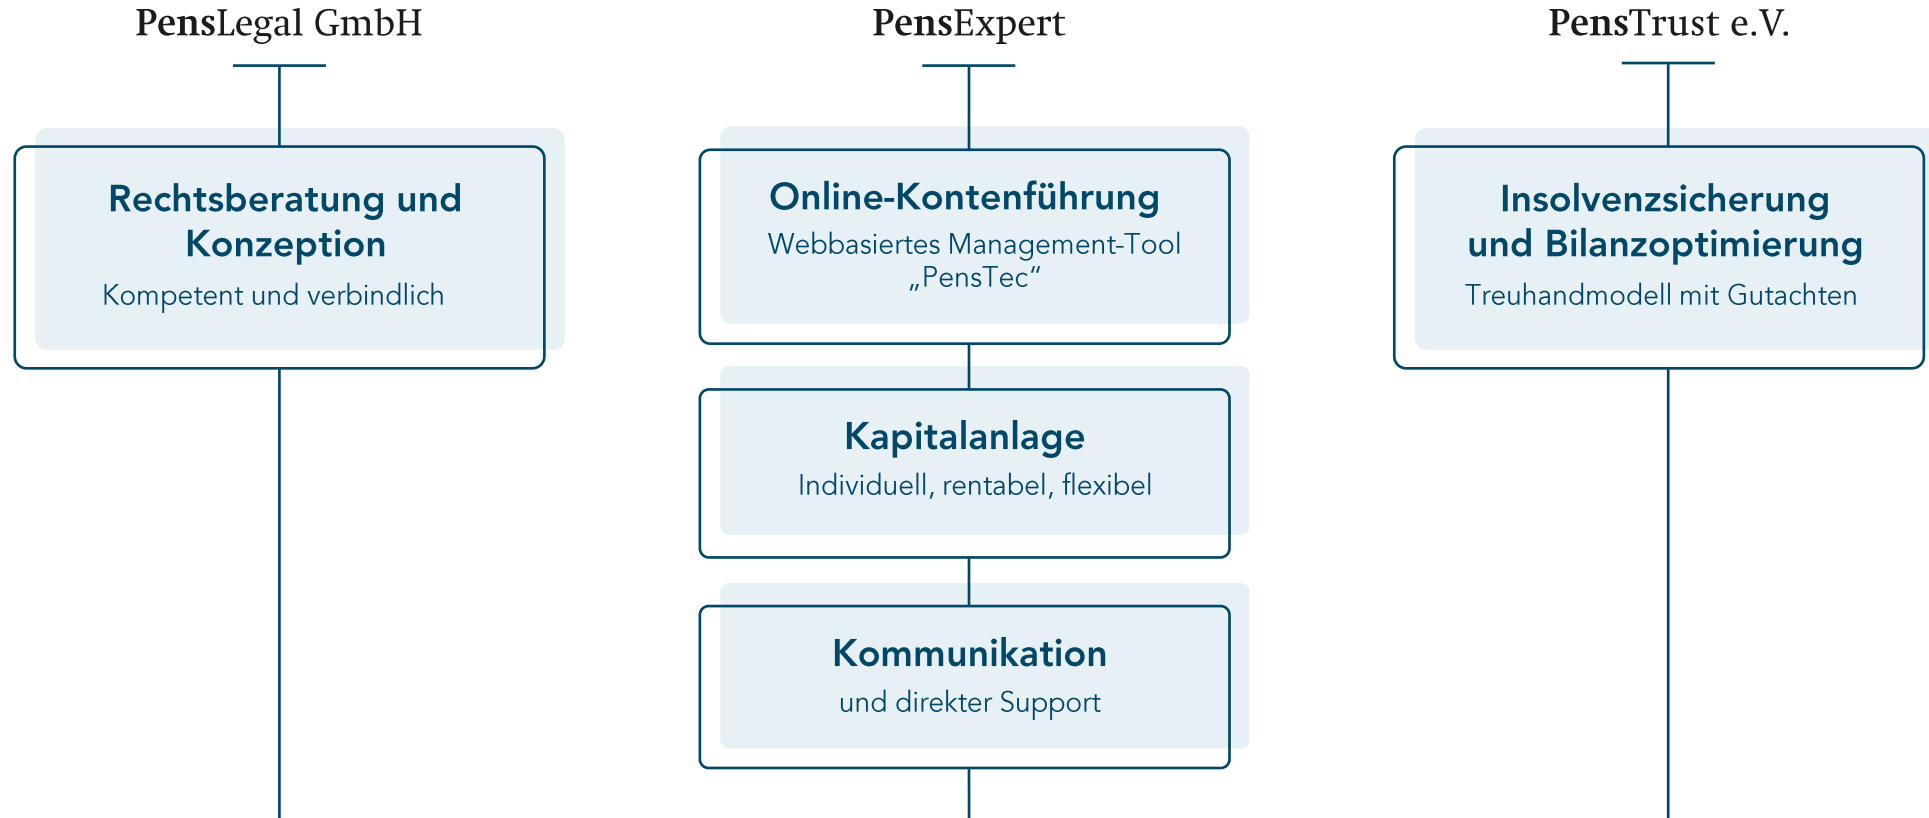 PensLegal GmbH
Rechtsberatung und
Konzeption
Kompetent und verbindlich
PensExpert
Online-Kontenführung
Webbasiertes Management-Tool
„PensTec“
Kapitalanlage
Individuell, rentabel, flexibel
Kommunikation
und direkter Support
PensTrust e.V.
Insolvenzsicherung
und Bilanzoptimierung
Treuhandmodell mit Gutachten